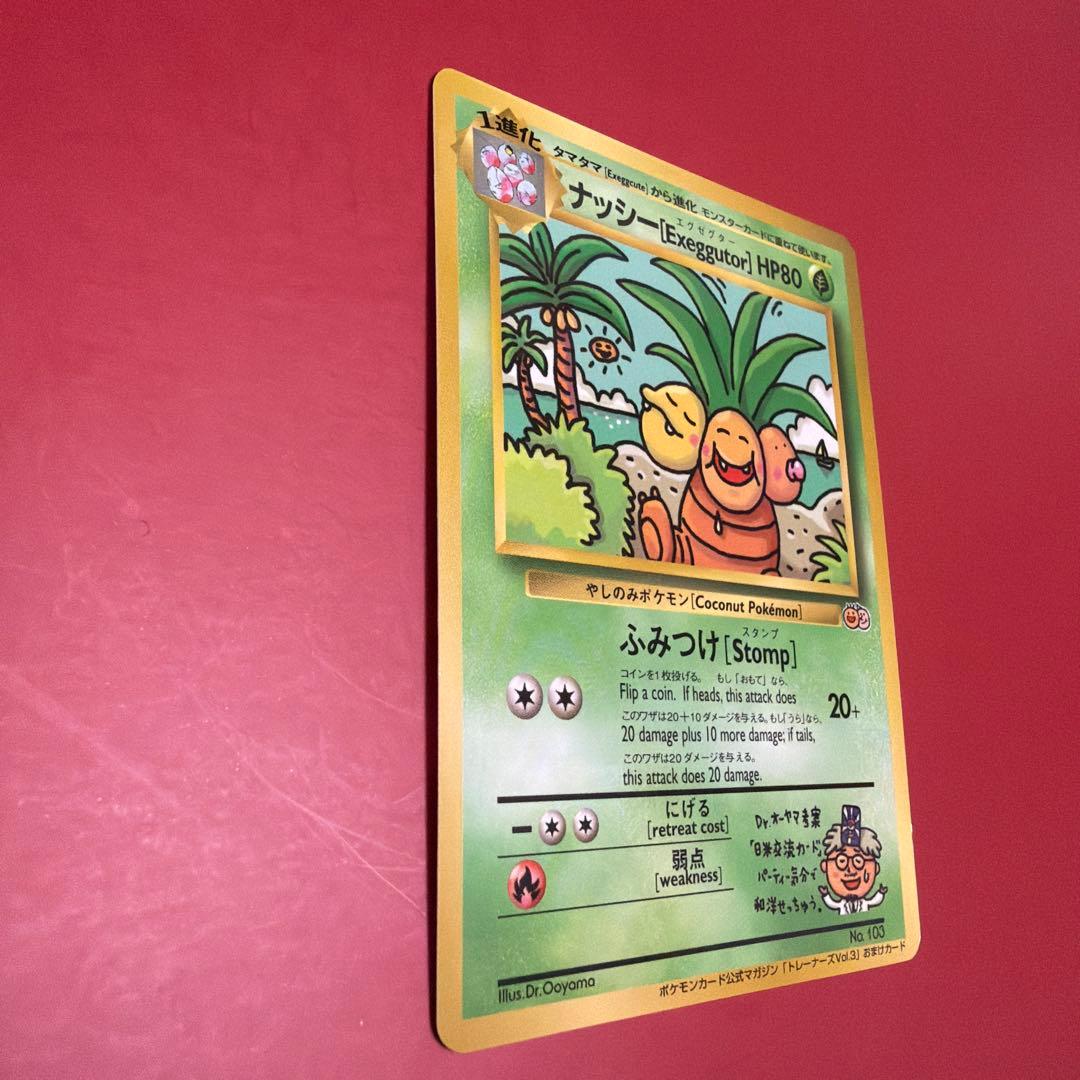 1進化
タマタマ[Exeggcute]から進化 モンスターカードに重ねて使います。
エグゼグター
ナッシー[Exeggutor] HP80
やしのみポケモン[Coconut Pokémon]
スタンプ
ふみつけ[Stomp]
コインを1枚投げる。 もし「おもて」なら、
Flip a coin. If heads, this attack does
このワザは20+10ダメージを与える。もし「うら」なら、
20+
20 damage plus 10 more damage; if tails,
このワザは20ダメージを与える。
this attack does 20 damage.
にげる
[retreat cost]
弱点
[weakness]
Dr.オーヤマ考案
「日米交流カード」
パーティー気分で
和洋せっちゅう。
No. 103
Illus. Dr.Ooyama
ポケモンカード公式マガジン「トレーナーズVol.3」おまけカード